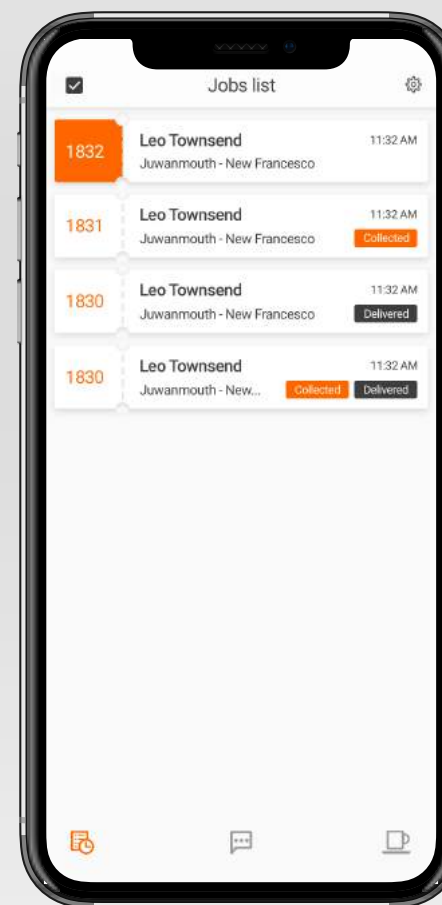 Jobs list
1832
Leo Townsend
11:32 AM
Juwanmouth - New Francesco
1831
Leo Townsend
11:32 AM
Juwanmouth - New Francesco
Collected
1830
Leo Townsend
11:32 AM
Juwanmouth - New Francesco
Delivered
1830
Leo Townsend
11:32 AM
Juwanmouth - New...
Collected
Delivered